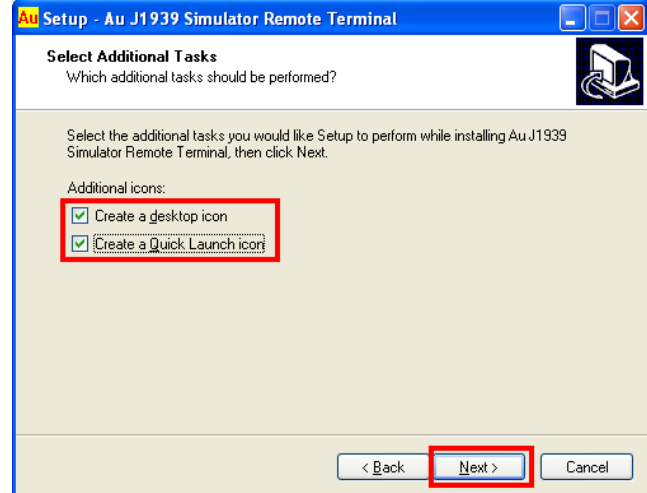 Au Setup - Au J1939 Simulator Remote Terminal
Select Additional Tasks
Which additional tasks should be performed?
Select the additional tasks you would like Setup to perform while installing Au J1939
Simulator Remote Terminal, then click Next.
Additional icons:
Create a desktop icon
Create a Quick Launch icon
< Back Next > Cancel